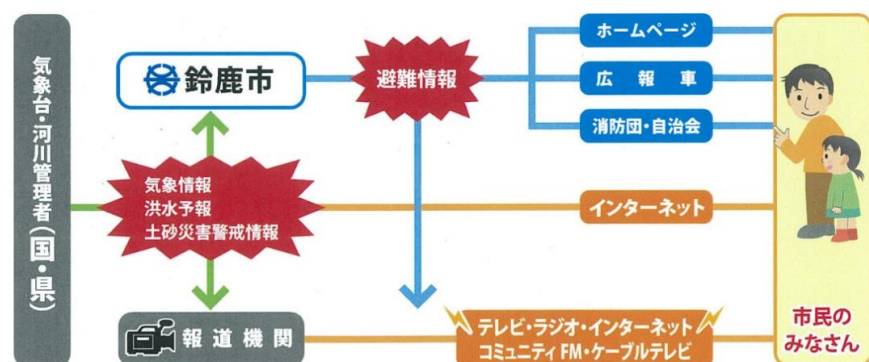 気象台・河川管理者(国・県)
鈴鹿市
避難情報
ホームページ
広報車
消防団・自治会
気象情報
洪水予報
土砂災害警戒情報
インターネット
報道機関
テレビ・ラジオ・インターネット
コミュニティFM・ケーブルテレビ
市民の
みなさん